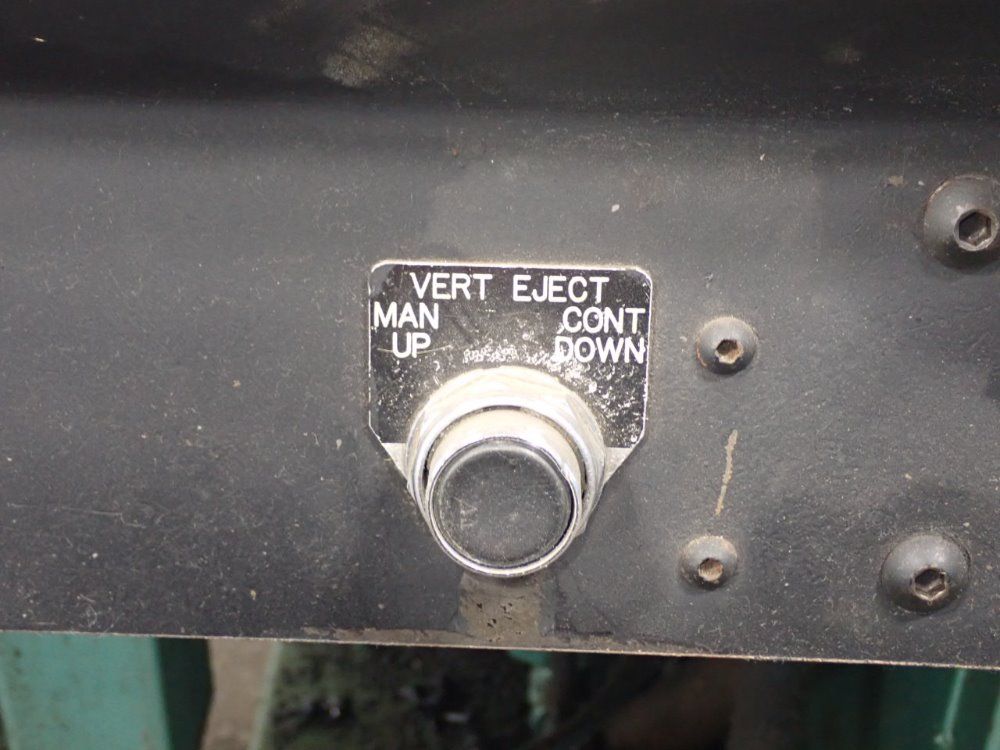 VERT EJECT
MAN CONT
UP DOWN